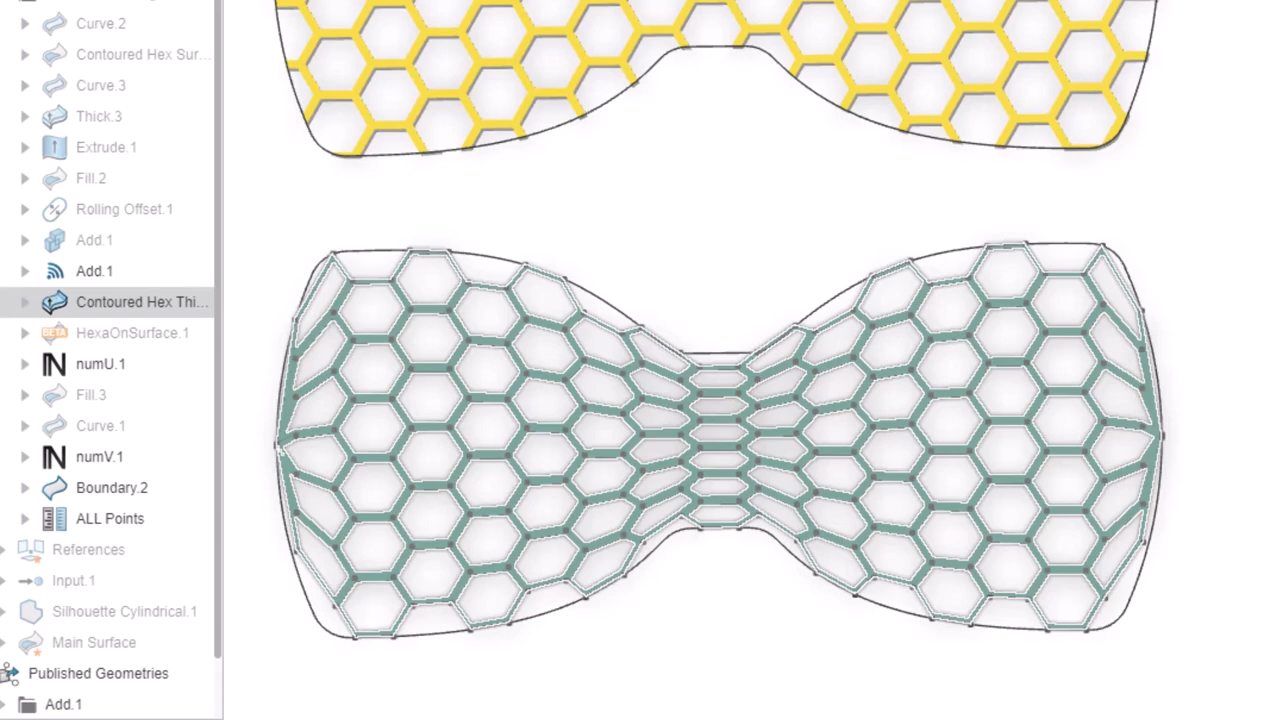 Curve.2
Contoured Hex Sur...
Curve.3
Thick.3
Extrude.1
Fill.2
Rolling Offset.1
Add.1
Add.1
Contoured Hex Thi...
BETA HexaOnSurface.1
numU.1
Fill.3
Curve.1
numV.1
Boundary.2
ALL Points
References
Input.1
Silhouette Cylindrical.1
Main Surface
Published Geometries
Add.1